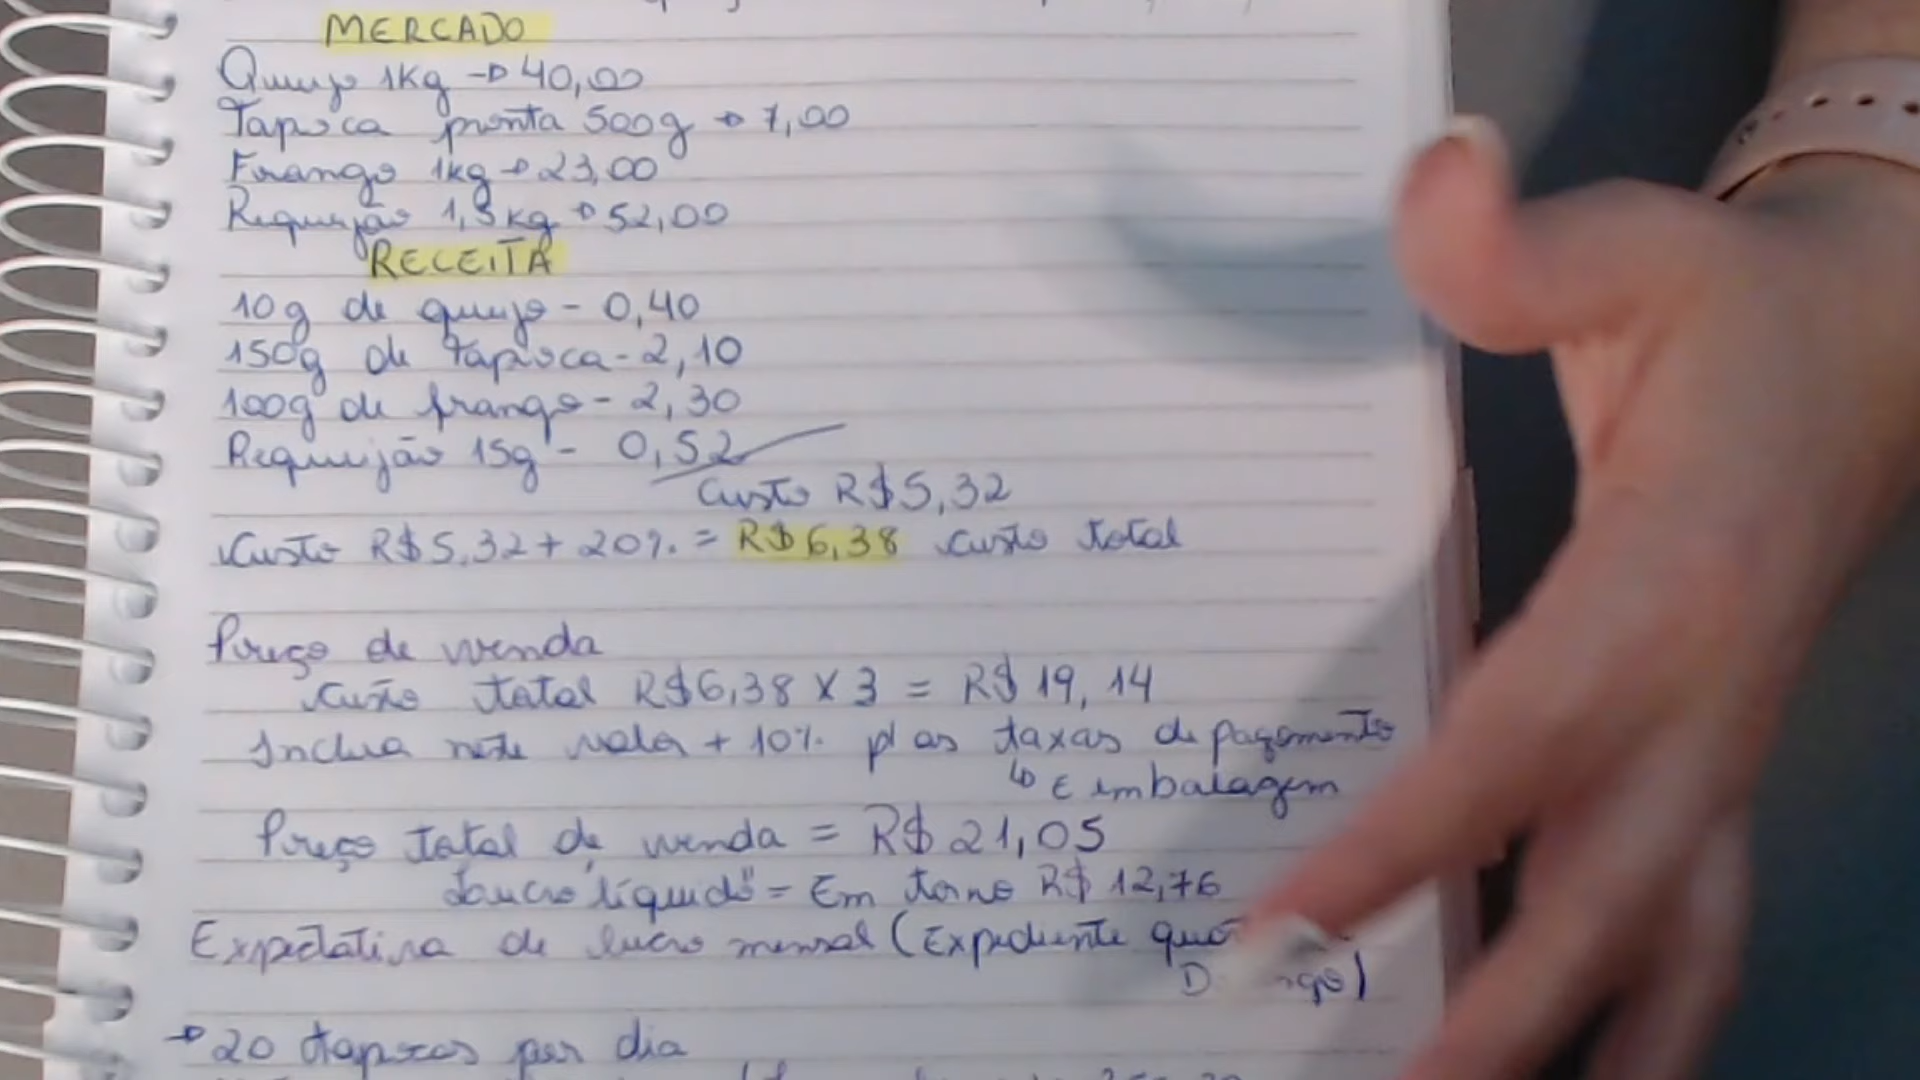 MERCADO
Queijo 1Kg → 40,00
Tapioca pronta 500g → 7,00
Frango 1kg → 23,00
Requeijão 1,5kg → 52,00
RECEITA
10g de queijo - 0,40
150g de tapioca - 2,10
100g de frango - 2,30
Requeijão 15g - 0,52
Custo R$5,32
Custo R$5,32 + 20% = R$6,38 custo total
Preço de venda
Custo total R$6,38 x 3 = R$ 19,14
Inclua neste valor + 10% p/ as taxas de pagamento
↳ E embalagem
Preço total de venda = R$ 21,05
Lucro "líquido" = Em torno R$ 12,76
Expectativa de lucro mensal (Expediente
→ 20 tapiocas por dia